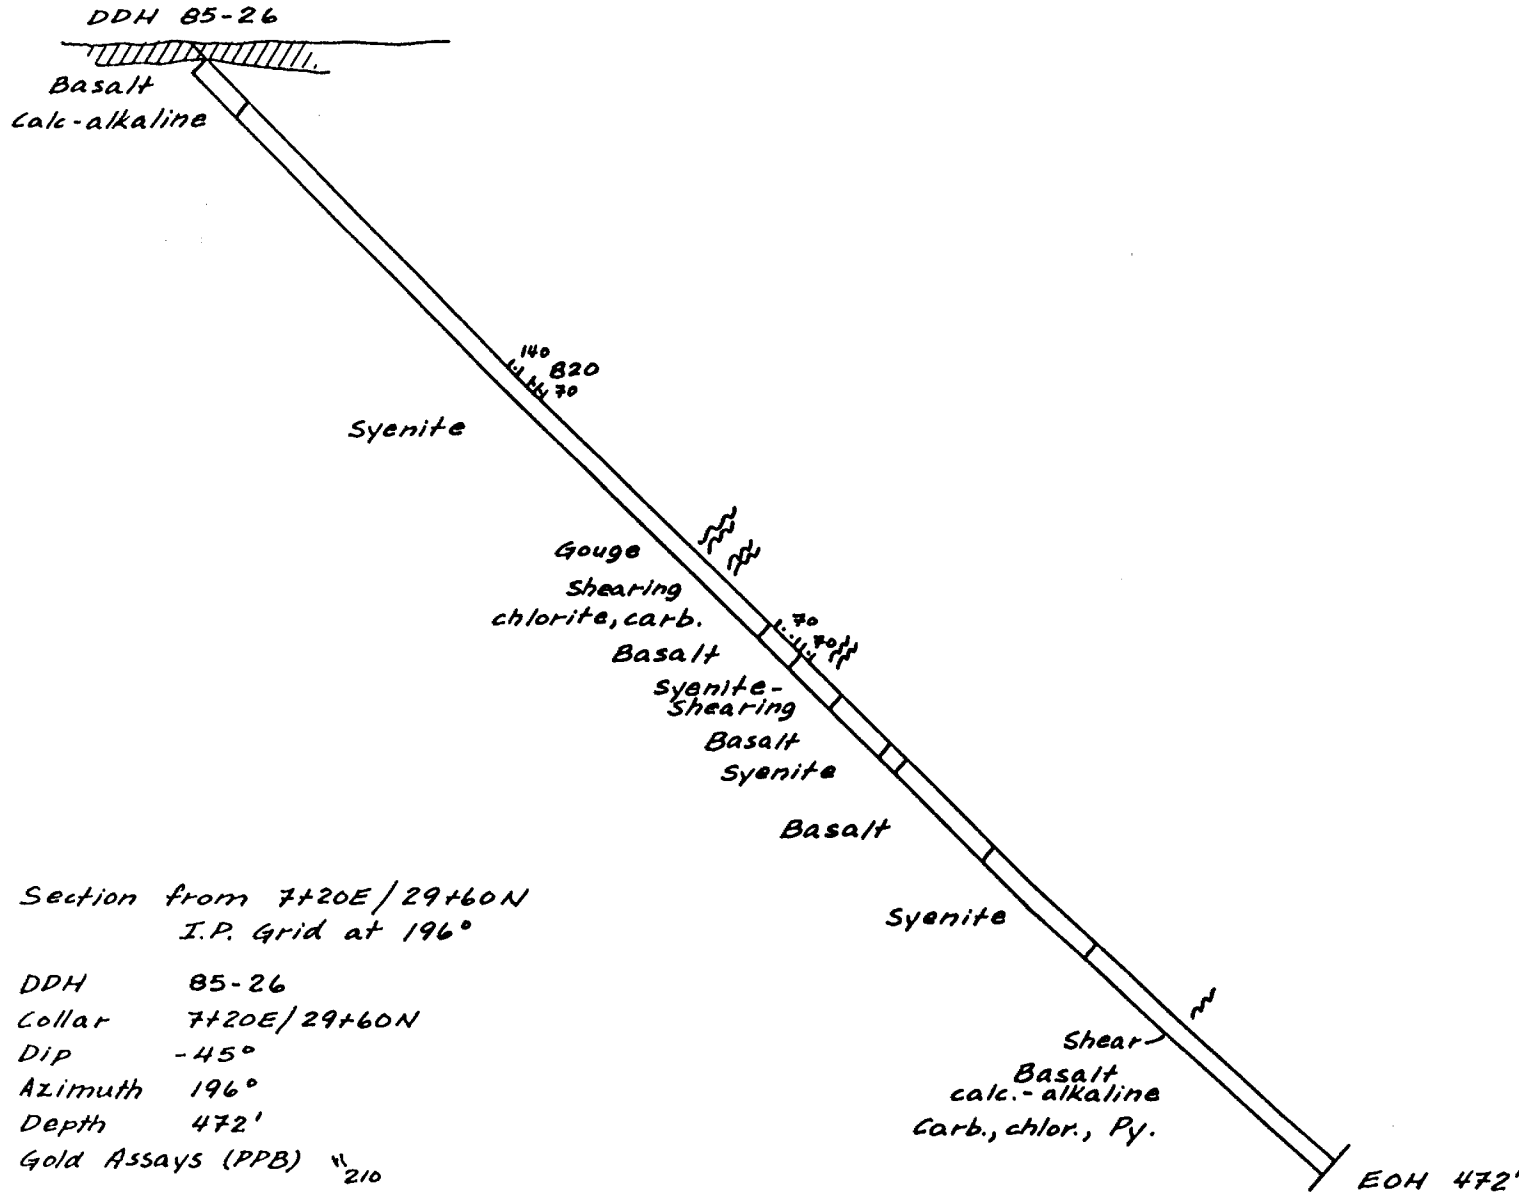 DDH 85-26
Basalt
Calc-alkaline
140
820
70
Syenite
Gouge
Shearing
chlorite, carb.
70
70
Basalt
Syenite-
Shearing
Basalt
Syenite
Basalt
Section from 7+20E/29+60N
I.P. Grid at 196°
Syenite
DDH 85-26
Collar 7+20E/29+60N
Dip -45°
Azimuth 196°
Depth 472'
Gold Assays (PPB) 210
Shear
Basalt
calc.-alkaline
Carb., chlor., Py.
EOH 472'